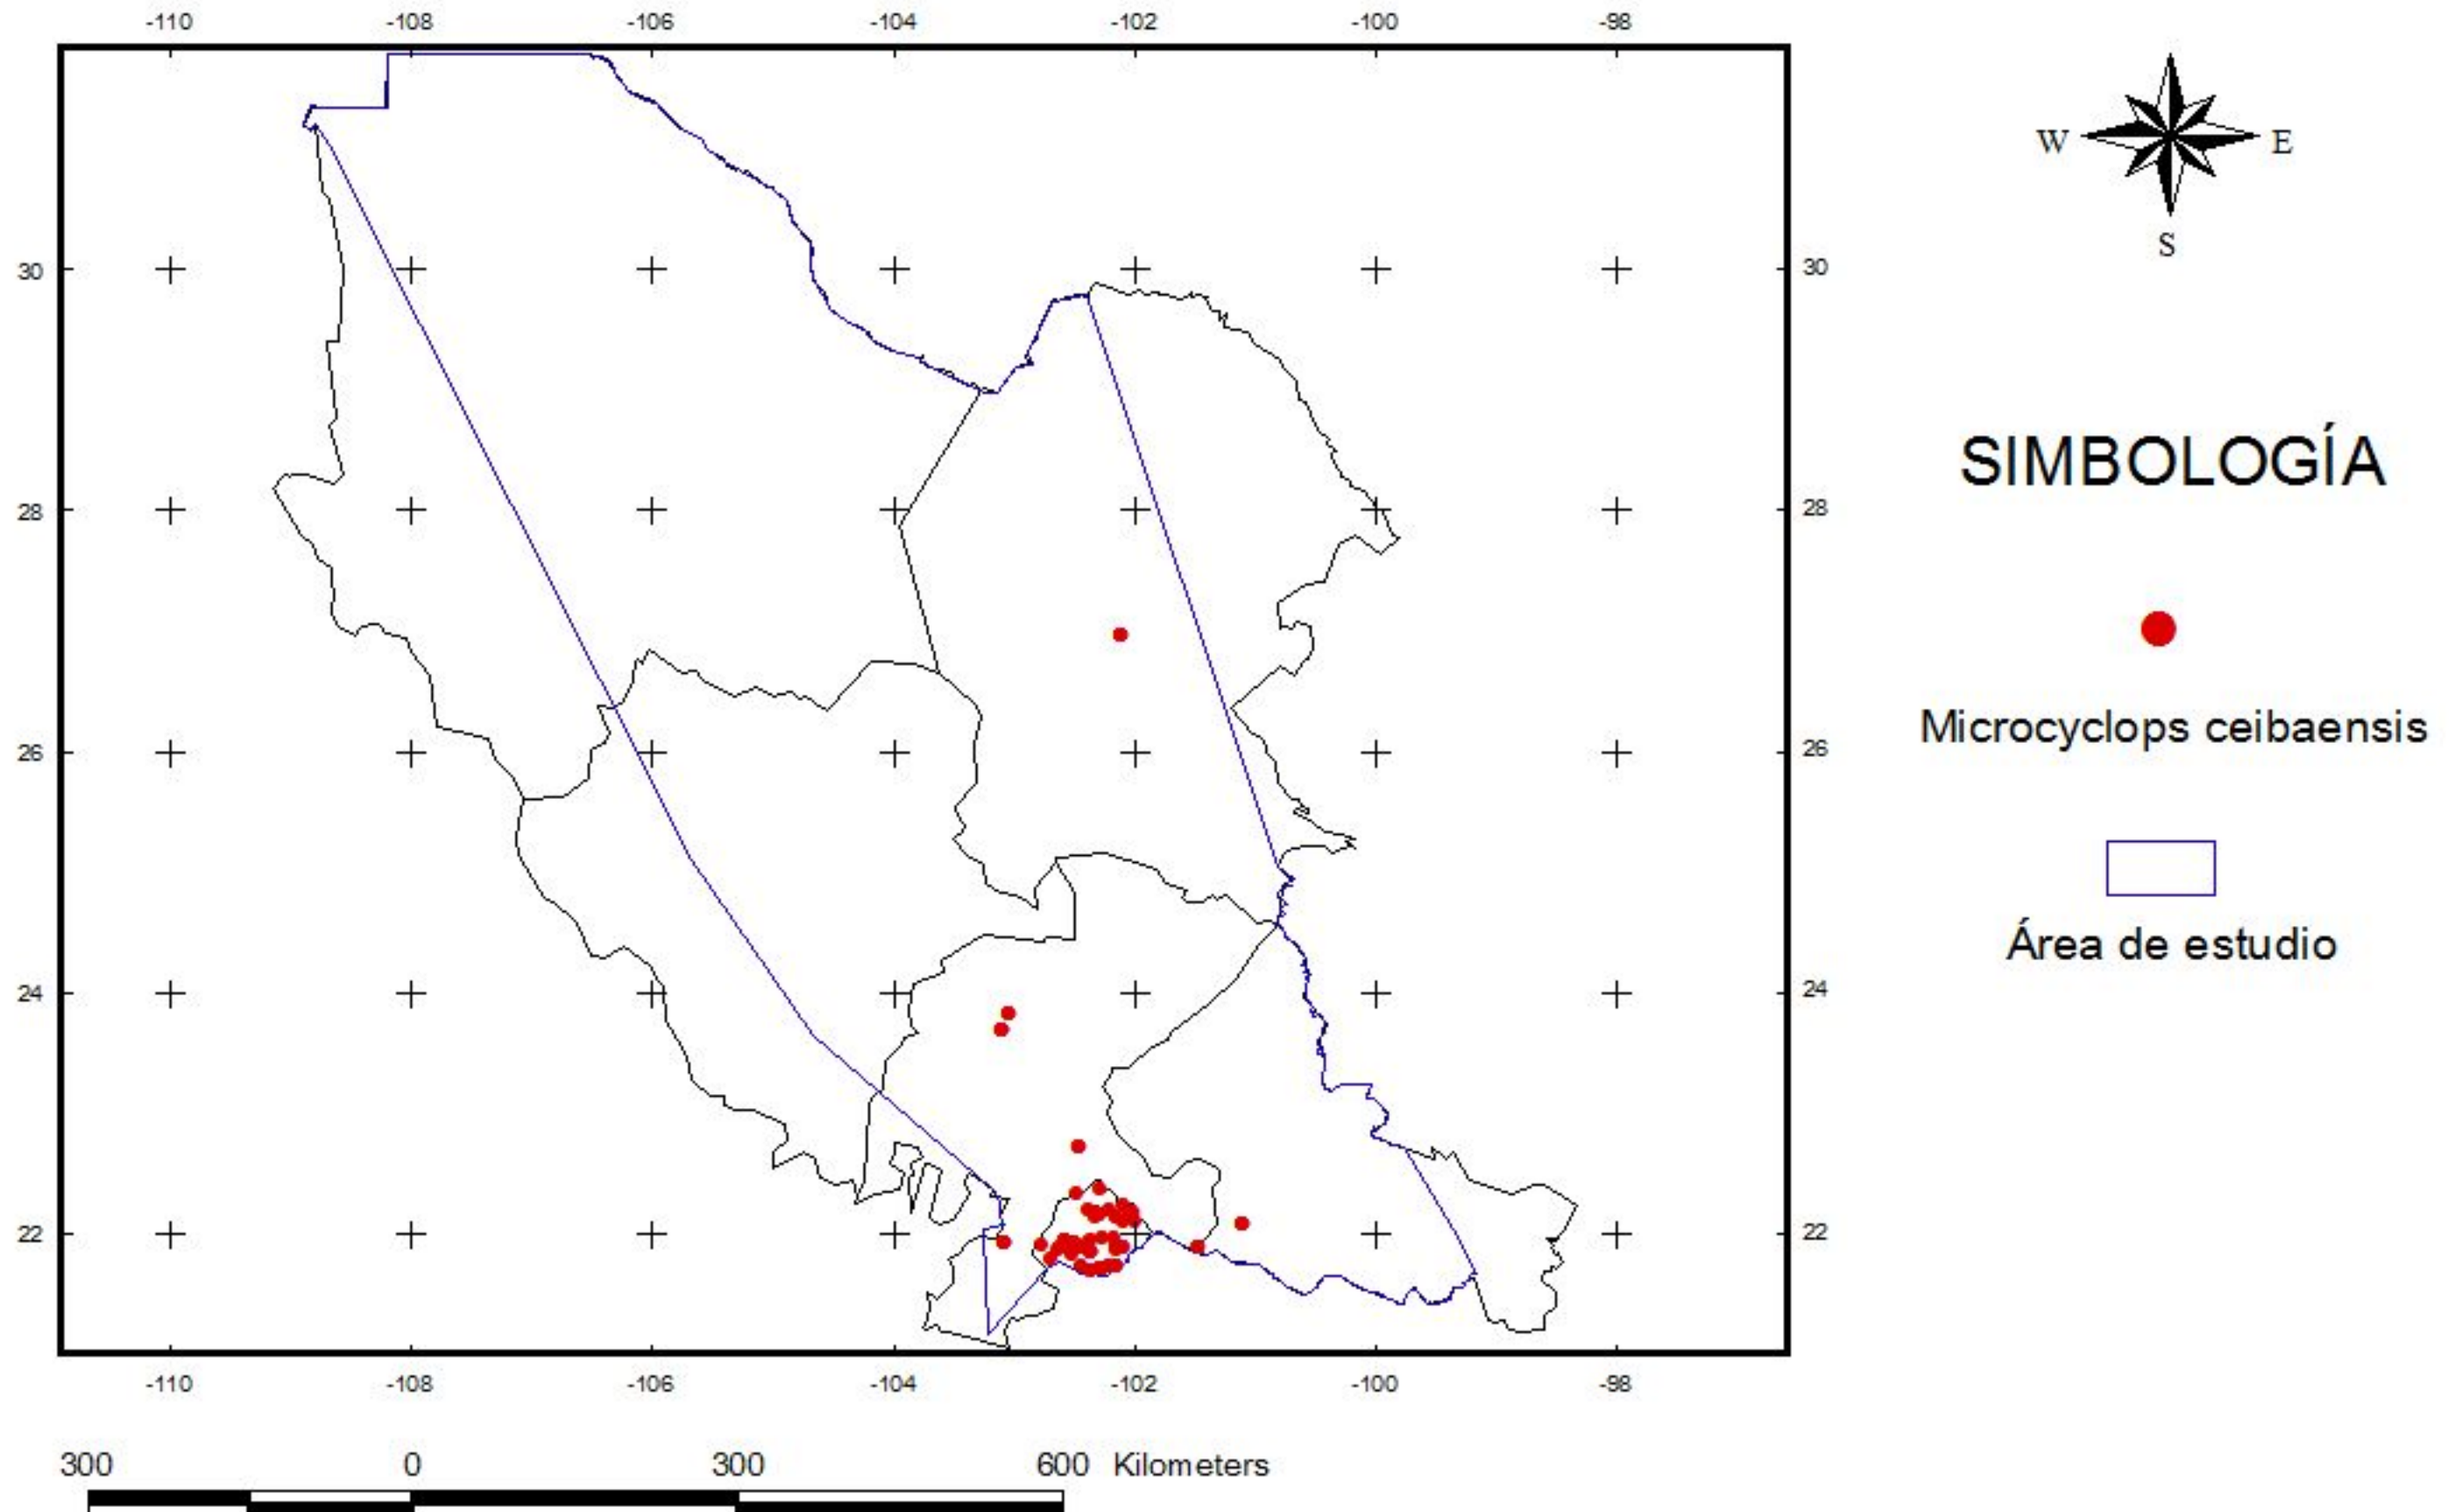 -110 -108 -106 -104 -102 -100 -98
W E
S
30 30
28 28
26 26
24 24
22 22
SIMBOLOGÍA
Microcyclops ceibaensis
Área de estudio
-110 -108 -106 -104 -102 -100 -98
300 0 300 600 Kilometers